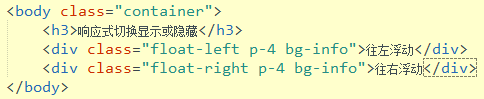 <body class="container">
<h3>响应式切换显示或隐藏</h3>
<div class="float-left p-4 bg-info">往左浮动</div>
<div class="float-right p-4 bg-info">往右浮动</div>
</body>